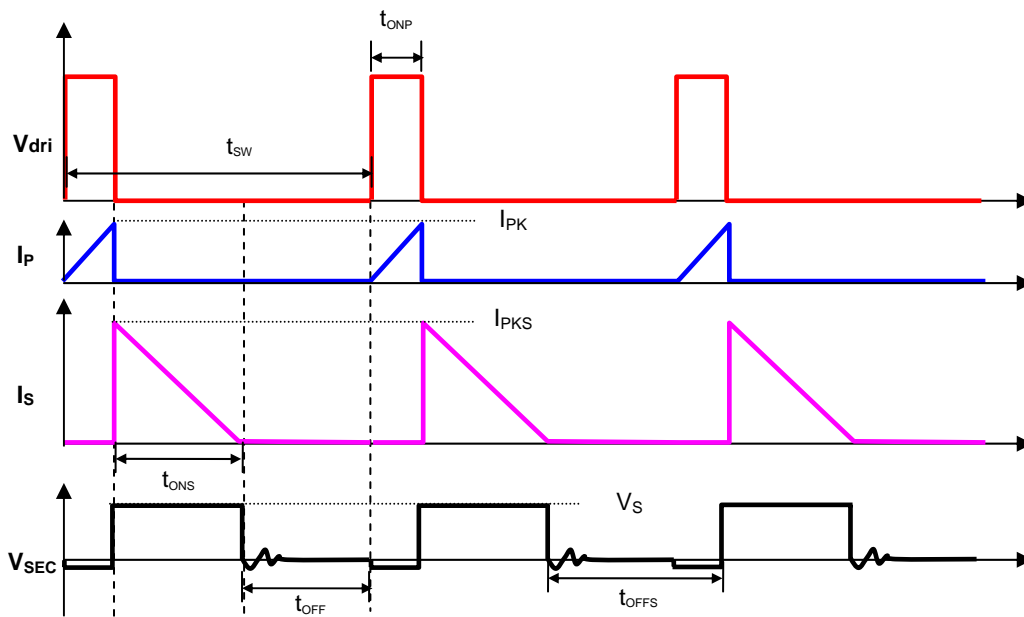 tONP
Vdri
tSW
IPK
IP
IPKS
IS
tONS
VS
VSEC
tOFF
tOFFS